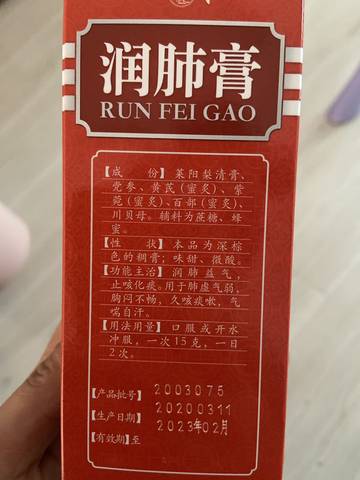 润肺膏
RUN FEI GAO
【成 份】莱阳梨清膏、
党参、黄芪(蜜炙)、紫
菀(蜜炙)、百部(蜜炙)、
川贝母。辅料为蔗糖、蜂
蜜。
【性 状】本品为深棕
色的稠膏；味甜、微酸。
【功能主治】润肺益气，
止咳化痰。用于肺虚气弱，
胸闷不畅，久咳痰嗽，气
喘自汗。
【用法用量】口服或开水
冲服，一次15克，一日
2次。
【产品批号】2003075
【生产日期】20200311
【有效期】至 2023年02月